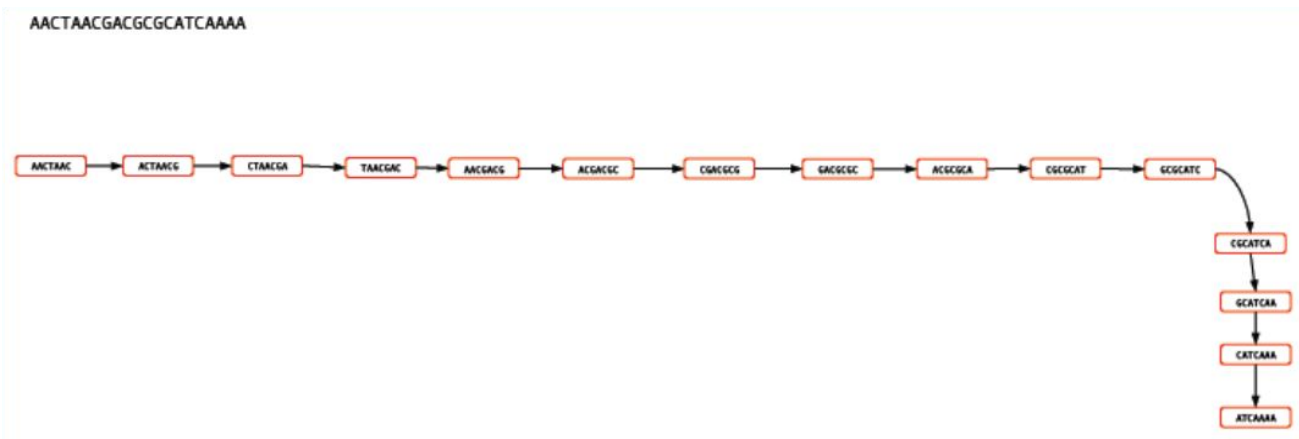 AACTAACGACGCGCATCAAAA
AACTAAC ACTAACG CTAACGA TAACGAC AACGACG ACGACGC CGACGCG GACGCGC ACGCGCA CGCGCAT GCGCATC
CGCATCA
GCATCAA
CATCAAA
ATCAAAA